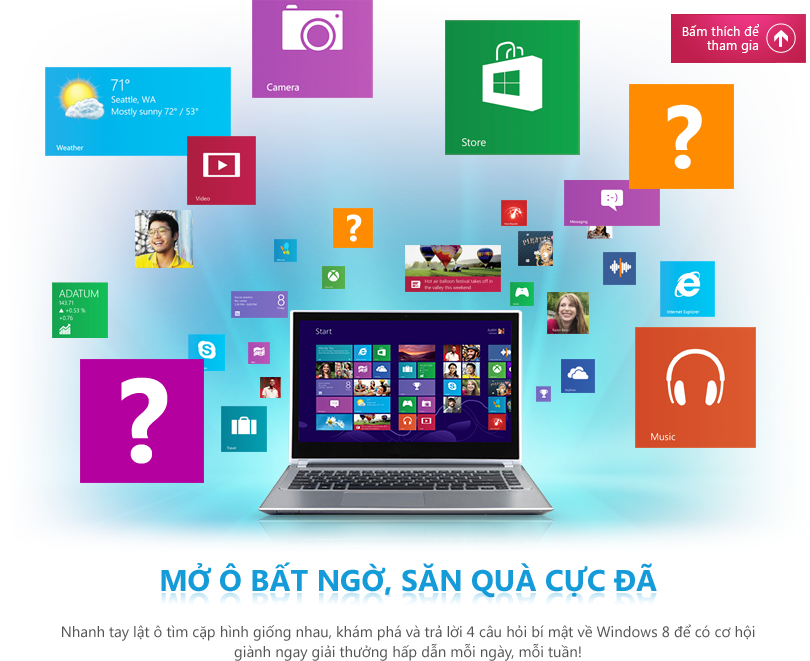 Bấm thích để
tham gia
Camera
71°
Seattle, WA
Mostly sunny 72° / 53°
Weather
Store
?
Video
Messaging
:-)
?
PIRATES
Hot air balloon festival takes off in
the valley this weekend
ADATUM
143.71
▲ +0.53 %
+0.76
8
Internet Explorer
Start
?
Travel
Music
MỞ Ô BẤT NGỜ, SĂN QUÀ CỰC ĐÃ
Nhanh tay lật ô tìm cặp hình giống nhau, khám phá và trả lời 4 câu hỏi bí mật về Windows 8 để có cơ hội
giành ngay giải thưởng hấp dẫn mỗi ngày, mỗi tuần!